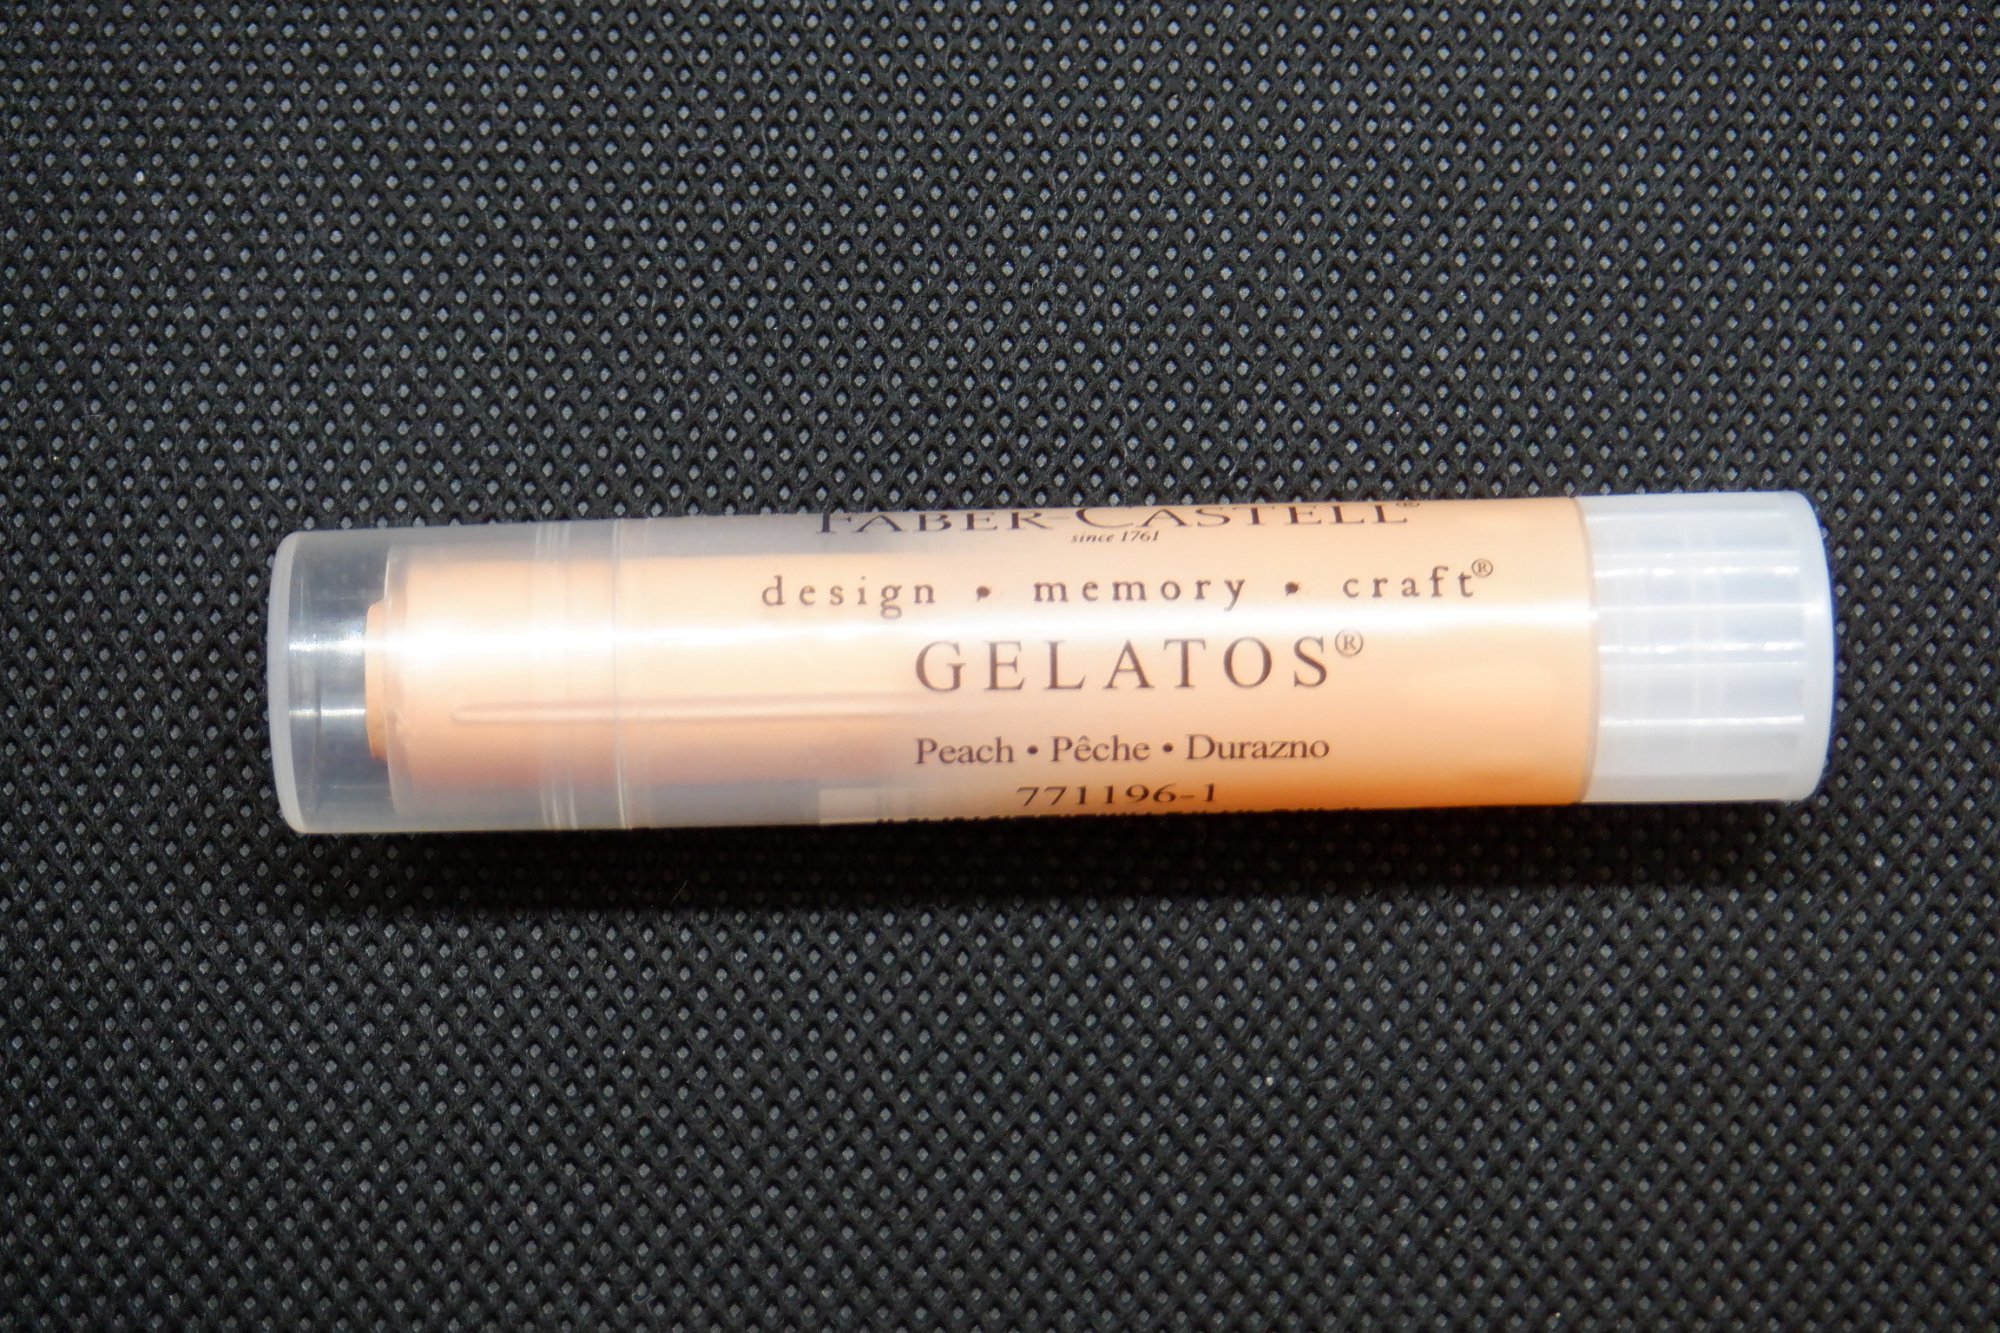 FABER-CASTELL®
since 1761
design • memory • craft®
GELATOS®
Peach • Pêche • Durazno
771196-1